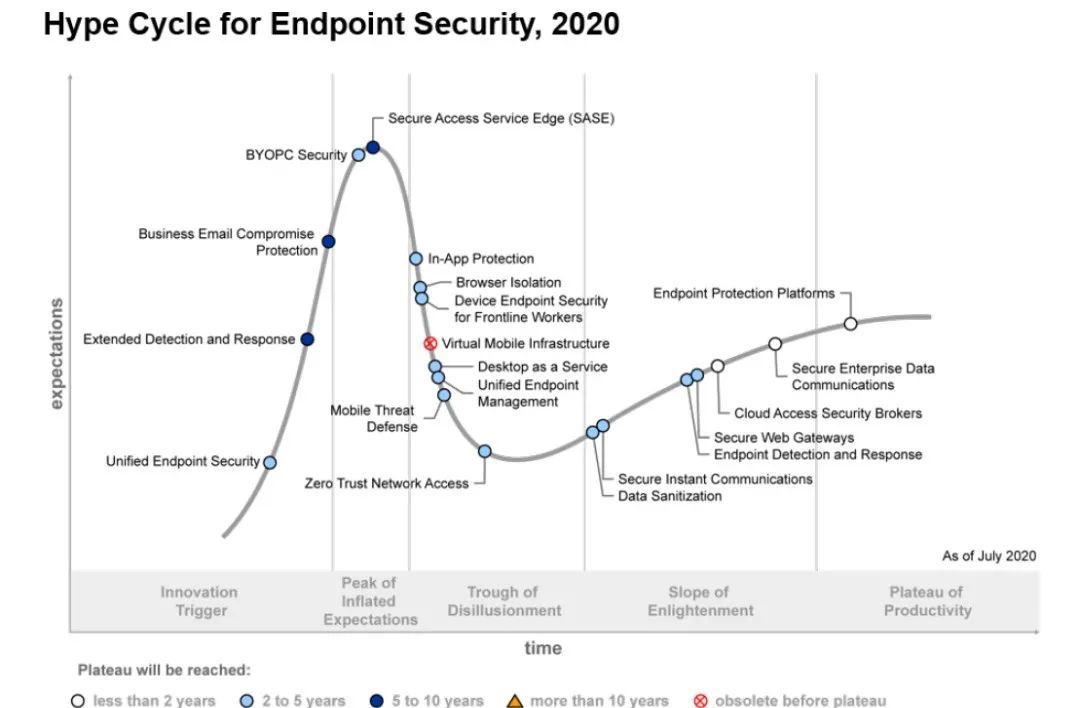 Hype Cycle for Endpoint Security, 2020
Secure Access Service Edge (SASE)
BYOPC Security
Business Email Compromise
Protection
In-App Protection
Browser Isolation
Device Endpoint Security
for Frontline Workers
Endpoint Protection Platforms
Extended Detection and Response
Virtual Mobile Infrastructure
Desktop as a Service
Unified Endpoint
Management
Secure Enterprise Data
Communications
Mobile Threat
Defense
Cloud Access Security Brokers
Secure Web Gateways
Endpoint Detection and Response
Unified Endpoint Security
Zero Trust Network Access
Secure Instant Communications
Data Sanitization
expectations
As of July 2020
Innovation
Trigger
Peak of
Inflated
Expectations
Trough of
Disillusionment
Slope of
Enlightenment
Plateau of
Productivity
time
Plateau will be reached:
less than 2 years
2 to 5 years
5 to 10 years
more than 10 years
obsolete before plateau